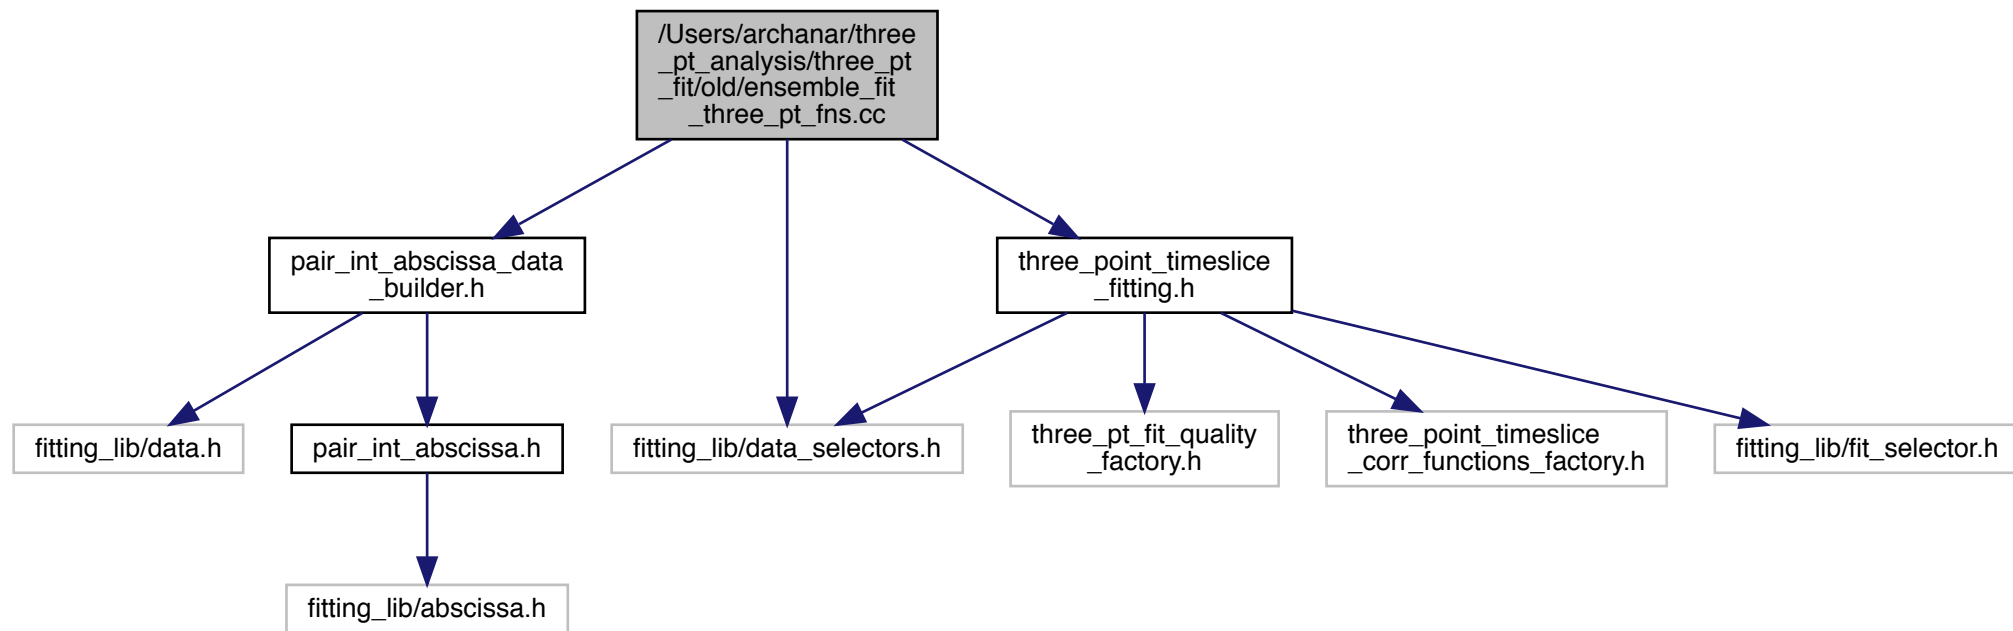 /Users/archanar/three
_pt_analysis/three_pt
_fit/old/ensemble_fit
_three_pt_fns.cc
pair_int_abscissa_data
_builder.h
three_point_timeslice
_fitting.h
fitting_lib/data.h
pair_int_abscissa.h
fitting_lib/data_selectors.h
three_pt_fit_quality
_factory.h
three_point_timeslice
_corr_functions_factory.h
fitting_lib/fit_selector.h
fitting_lib/abscissa.h